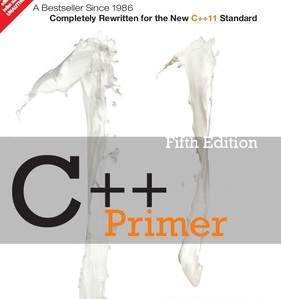 A Bestseller Since 1986
Completely Rewritten for the New C++11 Standard
Fifth Edition
C++
Primer